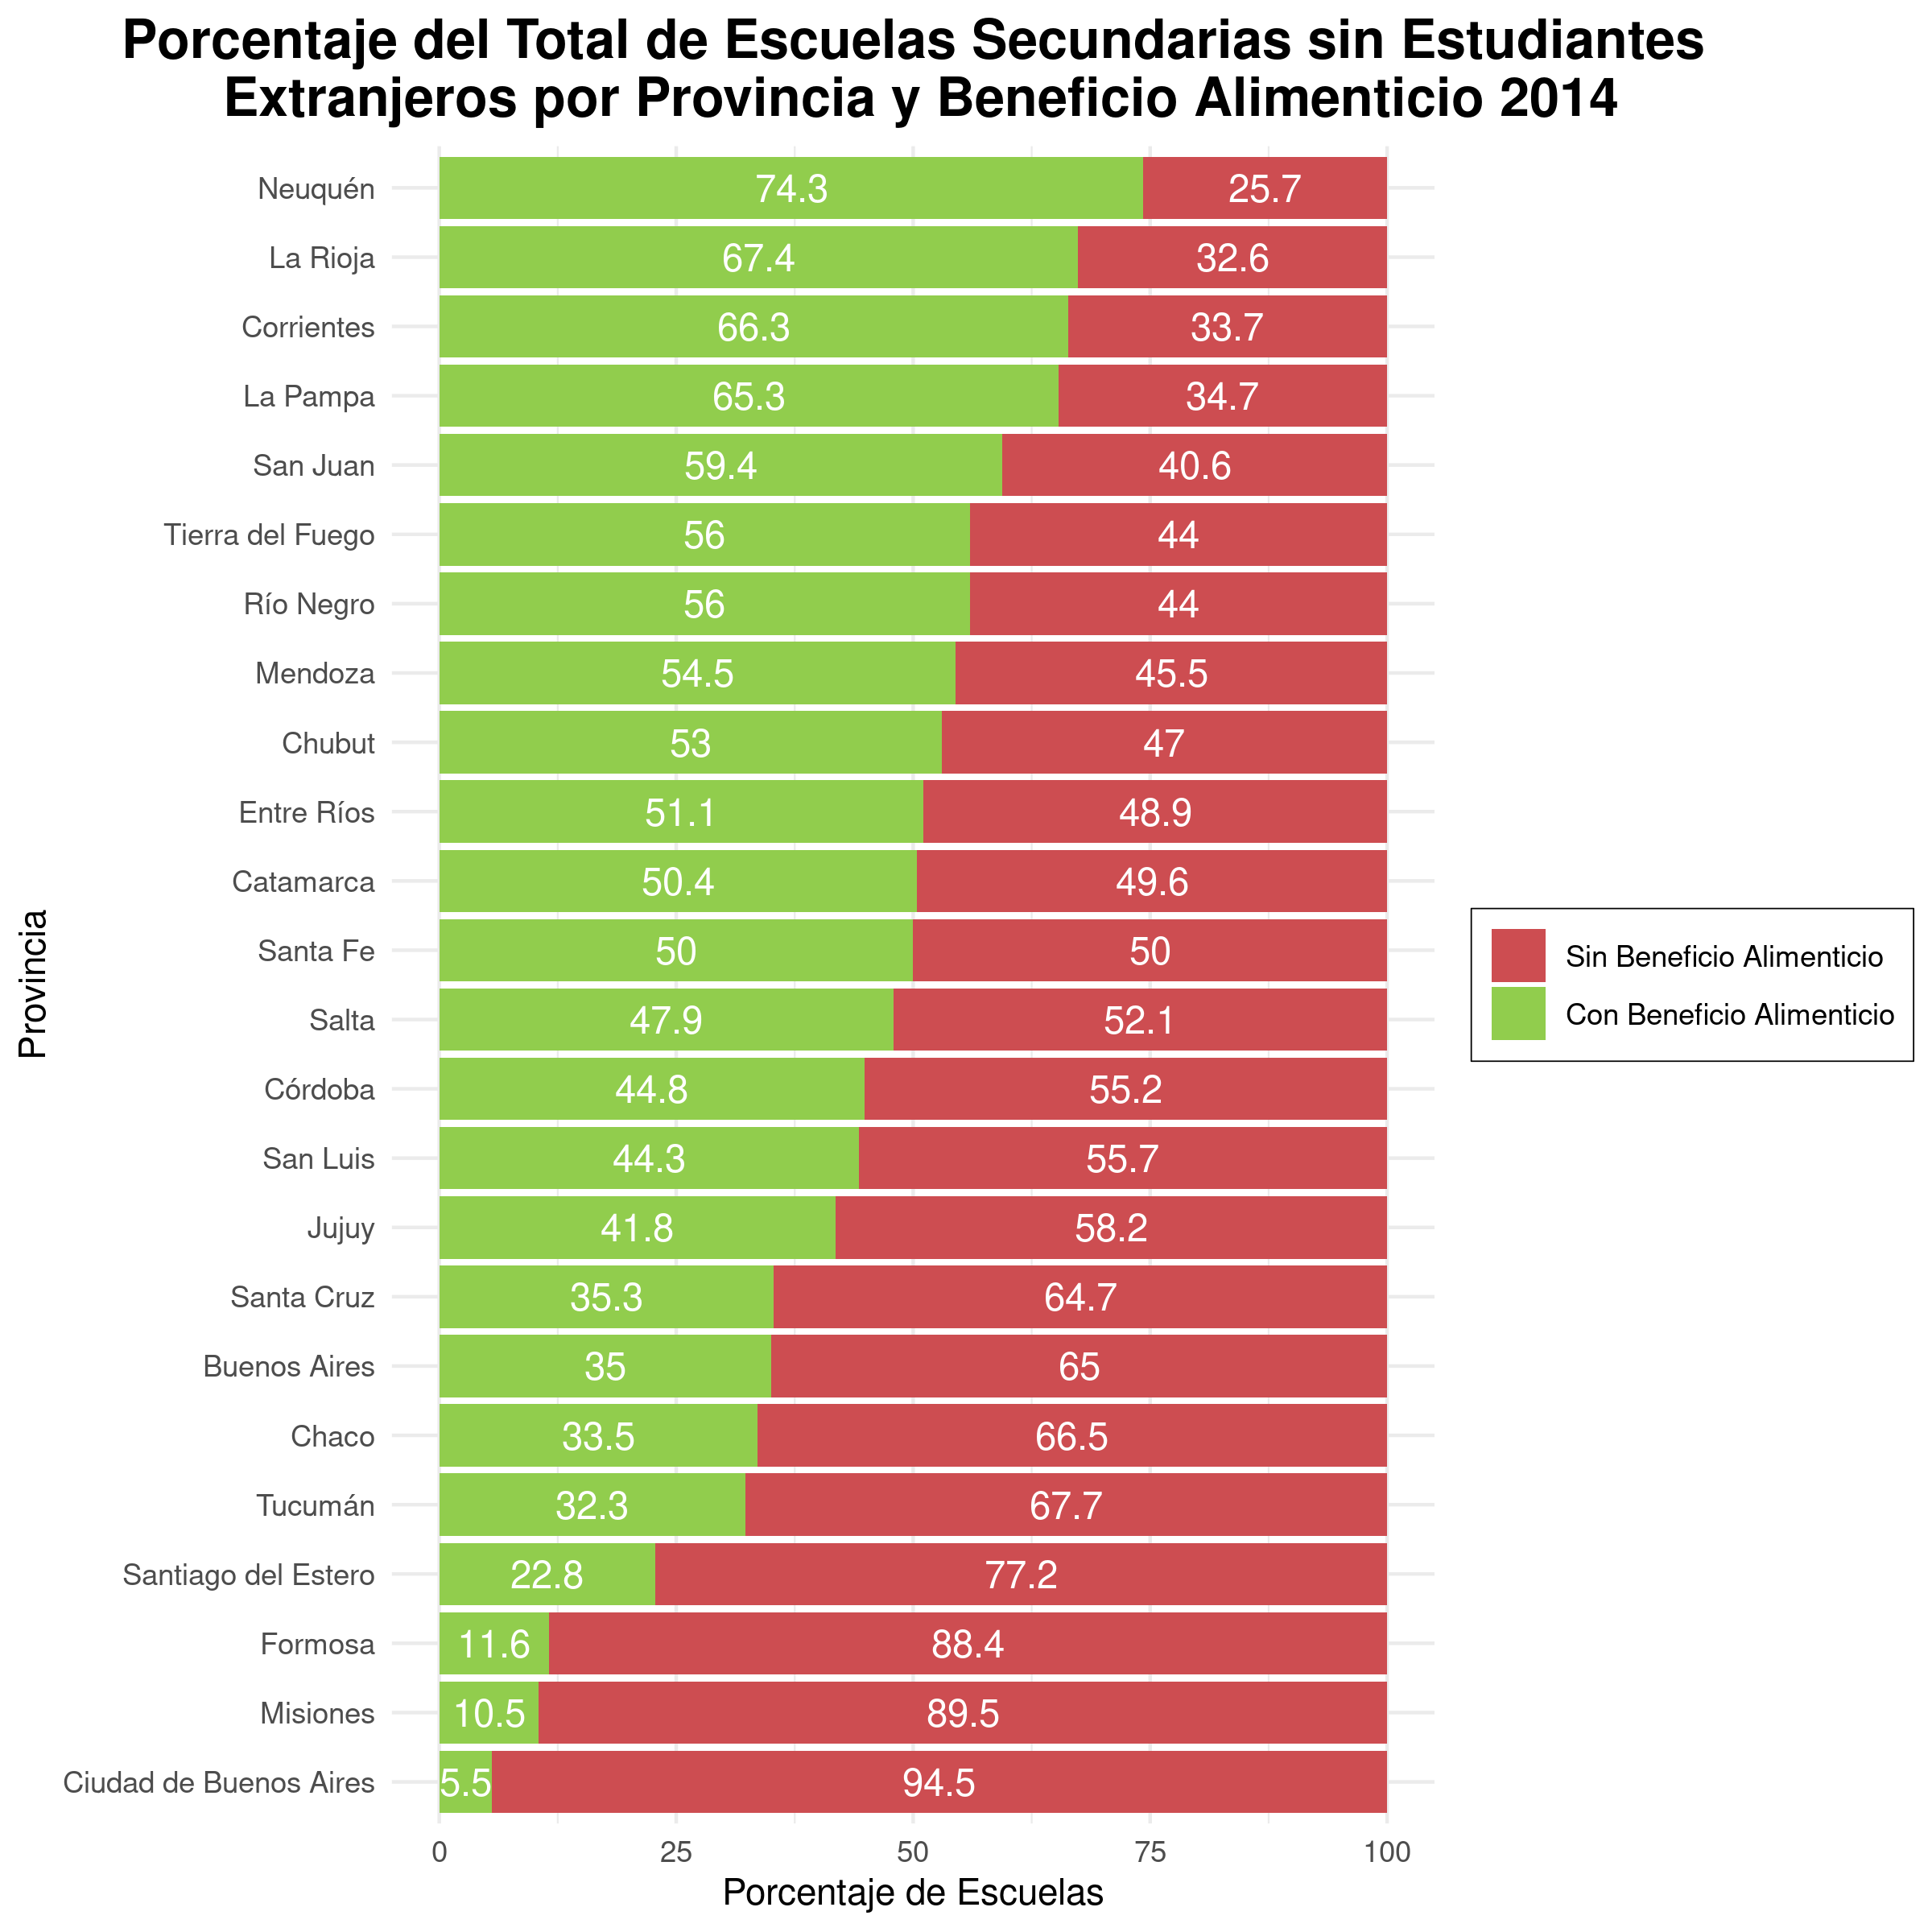 Porcentaje del Total de Escuelas Secundarias sin Estudiantes
Extranjeros por Provincia y Beneficio Alimenticio 2014
Provincia
Neuquén 74.3 25.7
La Rioja 67.4 32.6
Corrientes 66.3 33.7
La Pampa 65.3 34.7
San Juan 59.4 40.6
Tierra del Fuego 56 44
Río Negro 56 44
Mendoza 54.5 45.5
Chubut 53 47
Entre Ríos 51.1 48.9
Catamarca 50.4 49.6
Santa Fe 50 50
Salta 47.9 52.1
Córdoba 44.8 55.2
San Luis 44.3 55.7
Jujuy 41.8 58.2
Santa Cruz 35.3 64.7
Buenos Aires 35 65
Chaco 33.5 66.5
Tucumán 32.3 67.7
Santiago del Estero 22.8 77.2
Formosa 11.6 88.4
Misiones 10.5 89.5
Ciudad de Buenos Aires 5.5 94.5
0 25 50 75 100
Porcentaje de Escuelas
Sin Beneficio Alimenticio
Con Beneficio Alimenticio